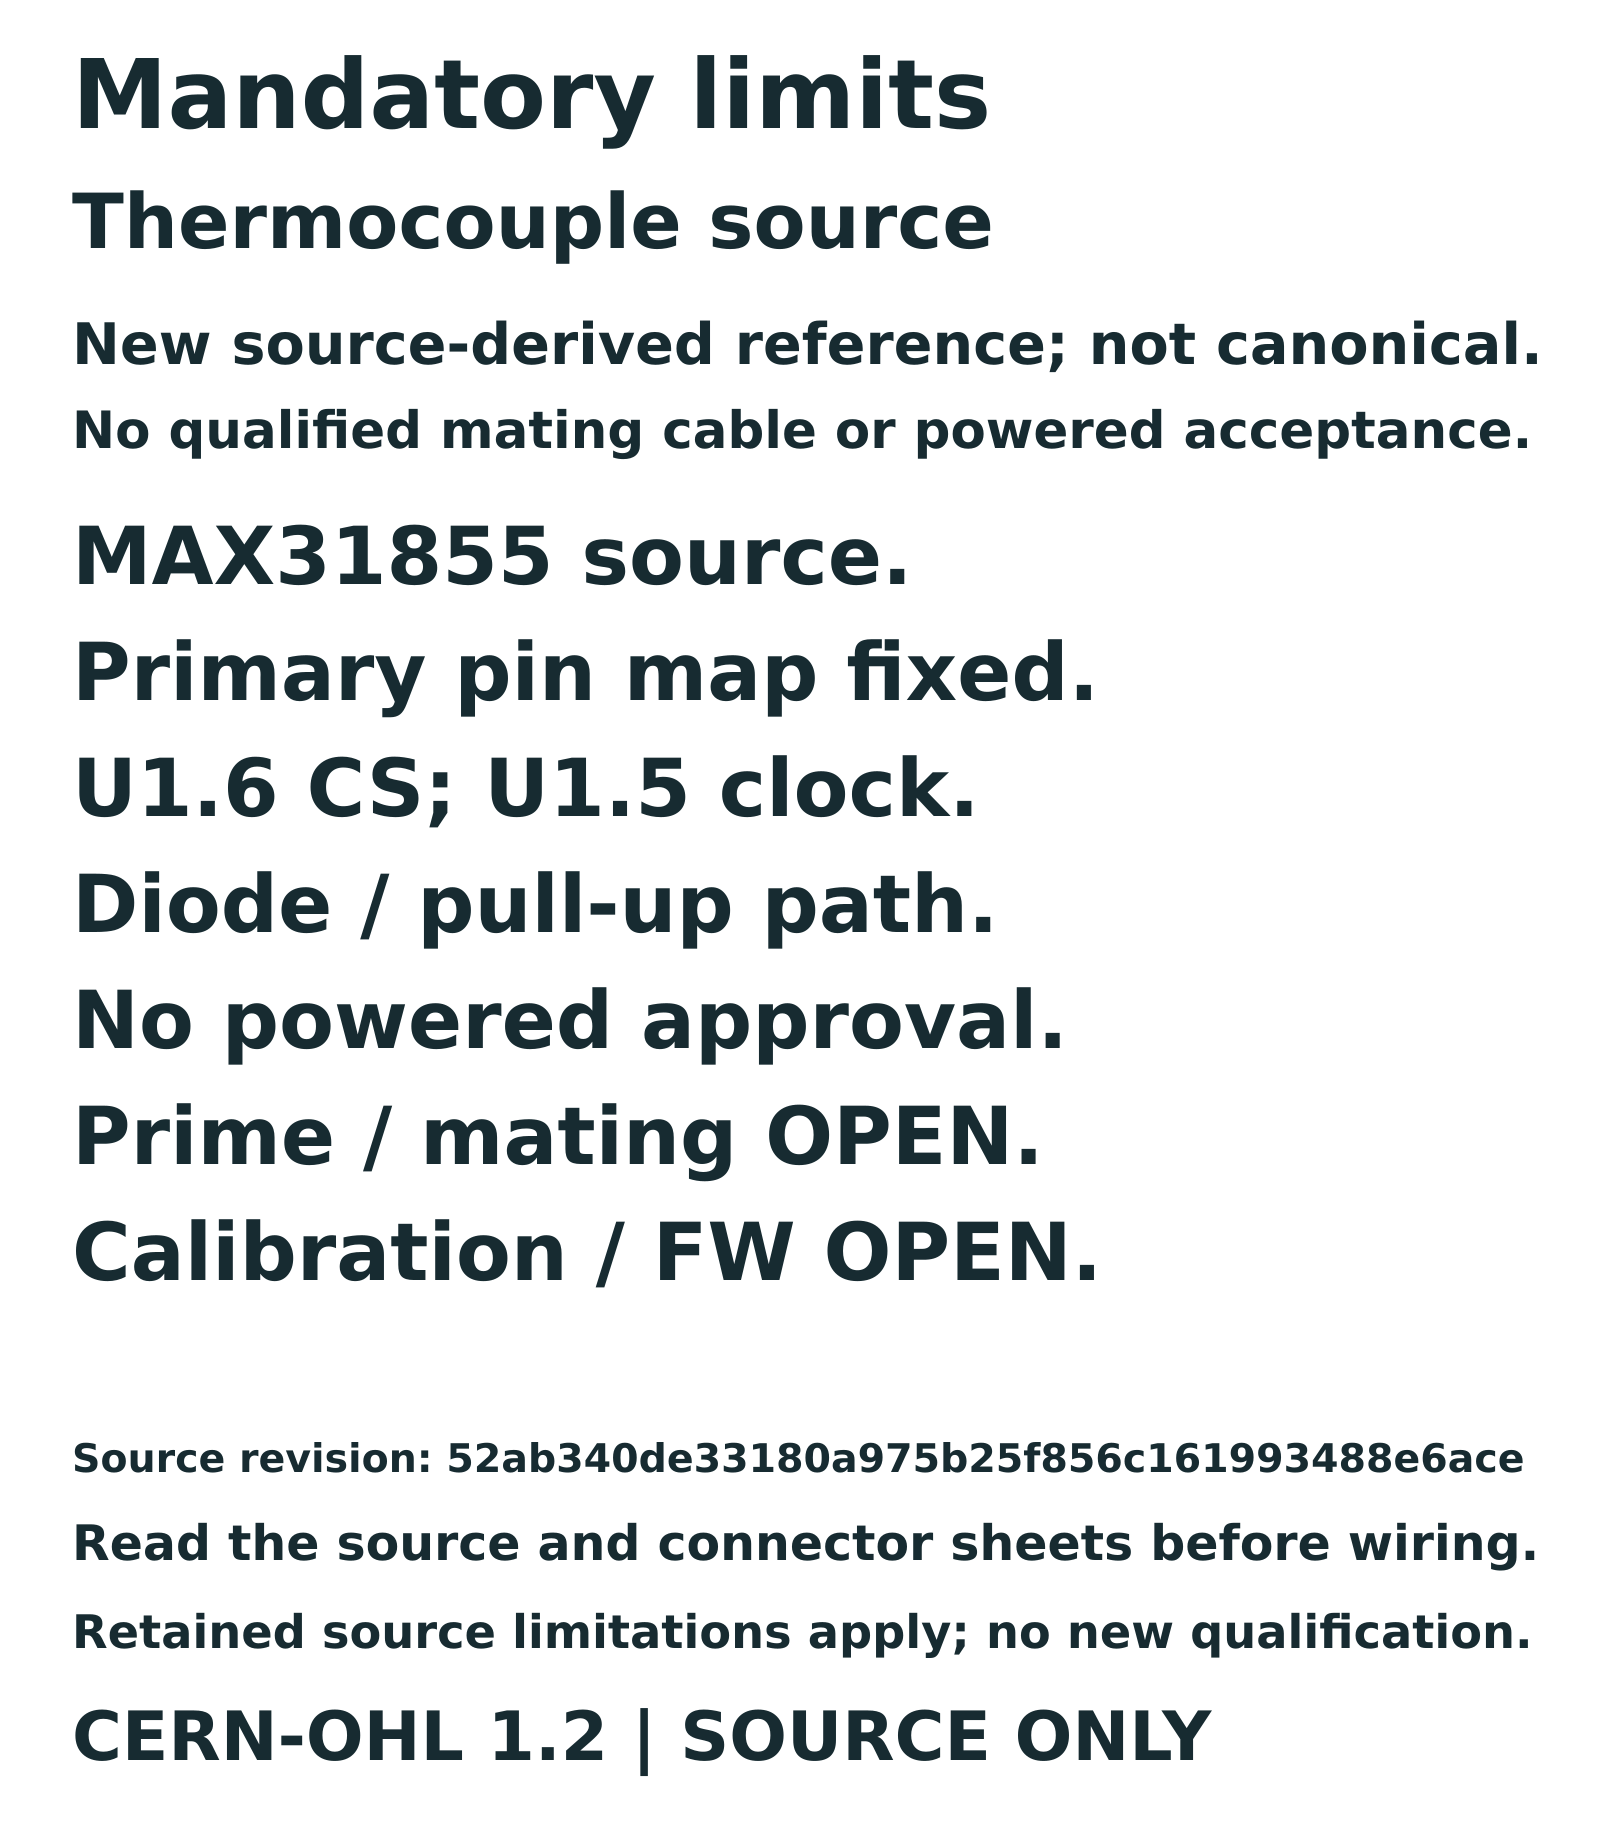 Mandatory limits
Thermocouple source
New source-derived reference; not canonical.
No qualified mating cable or powered acceptance.
MAX31855 source.
Primary pin map fixed.
U1.6 CS; U1.5 clock.
Diode / pull-up path.
No powered approval.
Prime / mating OPEN.
Calibration / FW OPEN.
Source revision: 52ab340de33180a975b25f856c161993488e6ace
Read the source and connector sheets before wiring.
Retained source limitations apply; no new qualification.
CERN-OHL 1.2 | SOURCE ONLY